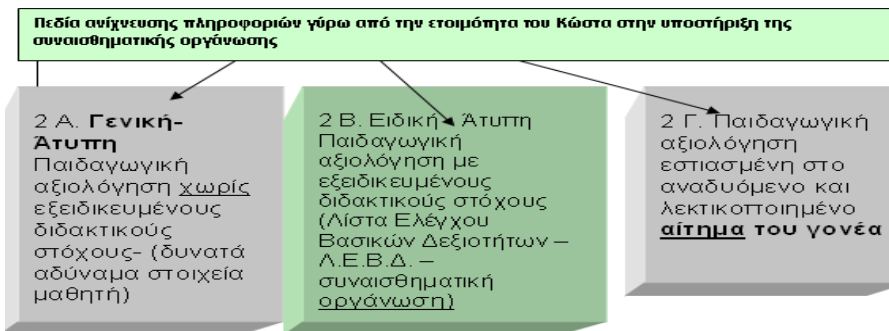 Πεδία ανίχνευσης πληροφοριών γύρω από την ετοιμότητα του Κώστα στην υποστήριξη της
συναισθηματικής οργάνωσης
2 Α. Γενική-
Άτυπη
Παιδαγωγική
αξιολόγηση χωρίς
εξειδικευμένους
διδακτικούς
στόχους- (δυνατά
αδύναμα στοιχεία
μαθητή)
2 Β. Ειδική - Άτυπη
Παιδαγωγική
αξιολόγηση με
εξειδικευμένους
διδακτικούς στόχους
(Λίστα Ελέγχου
Βασικών Δεξιοτήτων –
Λ.Ε.Β.Δ. –
συναισθηματική
οργάνωση)
2 Γ. Παιδαγωγική
αξιολόγηση
εστιασμένη στο
αναδυόμενο και
λεκτικοποιημένο
αίτημα του γονέα